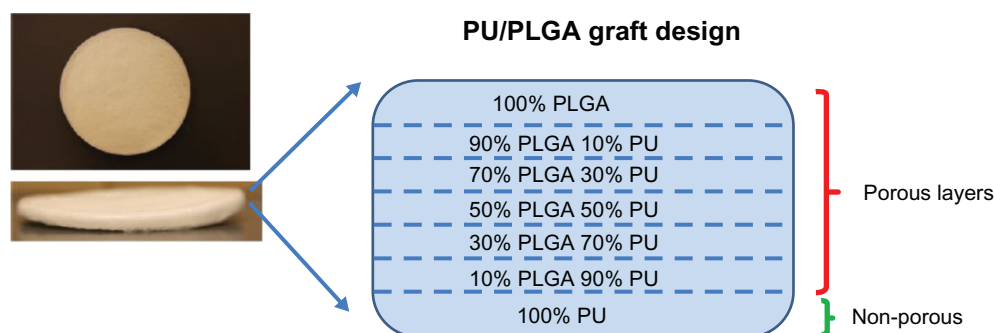 PU/PLGA graft design
100% PLGA
90% PLGA 10% PU
70% PLGA 30% PU
50% PLGA 50% PU
30% PLGA 70% PU
10% PLGA 90% PU
100% PU
Porous layers
Non-porous